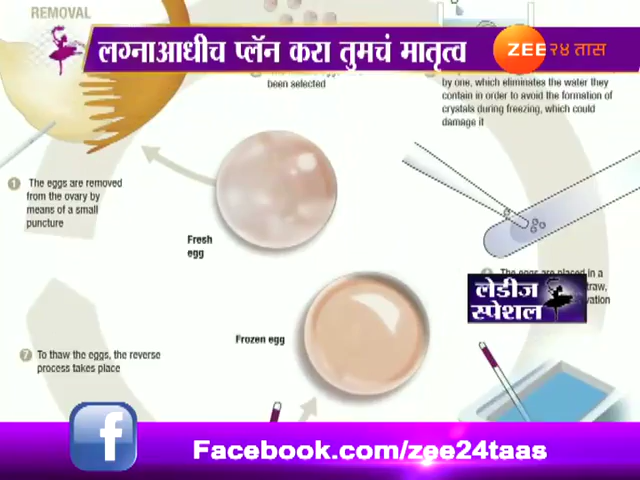 REMOVAL
लग्नाआधीच प्लॅन करा तुमचं मातृत्व
ZEE २४ तास
been selected
by one, which eliminates the water they
contain in order to avoid the formation of
crystals during freezing, which could
damage it
1 The eggs are removed
from the ovary by
means of a small
puncture
Fresh
egg
The eggs are placed in a
straw,
लेडीज
स्पेशल
Frozen egg
7 To thaw the eggs, the reverse
process takes place
f
Facebook.com/zee24taas